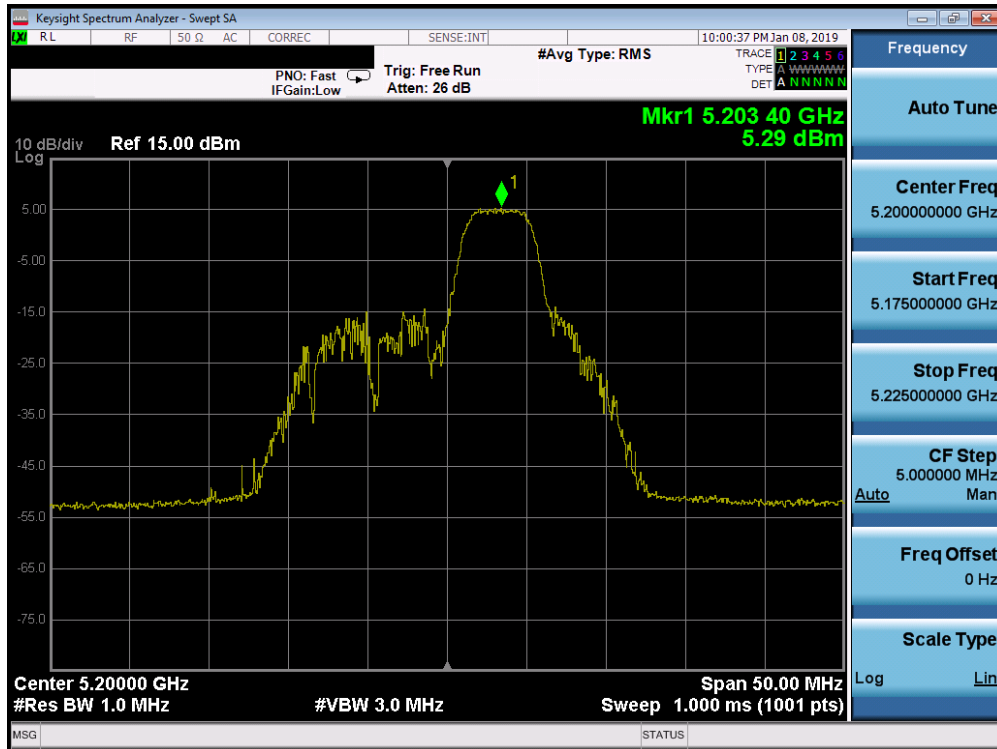 Keysight Spectrum Analyzer - Swept SA
LXI RL RF 50 Ω AC CORREC SENSE:INT 10:00:37 PM Jan 08, 2019
#Avg Type: RMS TRACE 1 2 3 4 5 6
PNO: Fast Trig: Free Run TYPE A WWWWW
IFGain:Low Atten: 26 dB DET A N N N N N
Mkr1 5.203 40 GHz
5.29 dBm
10 dB/div Ref 15.00 dBm
Log
1
5.00
-5.00
-15.0
-25.0
-35.0
-45.0
-55.0
-65.0
-75.0
Center 5.20000 GHz Span 50.00 MHz
#Res BW 1.0 MHz #VBW 3.0 MHz Sweep 1.000 ms (1001 pts)
MSG STATUS
Frequency
Auto Tune
Center Freq
5.200000000 GHz
Start Freq
5.175000000 GHz
Stop Freq
5.225000000 GHz
CF Step
5.000000 MHz
Auto Man
Freq Offset
0 Hz
Scale Type
Log Lin